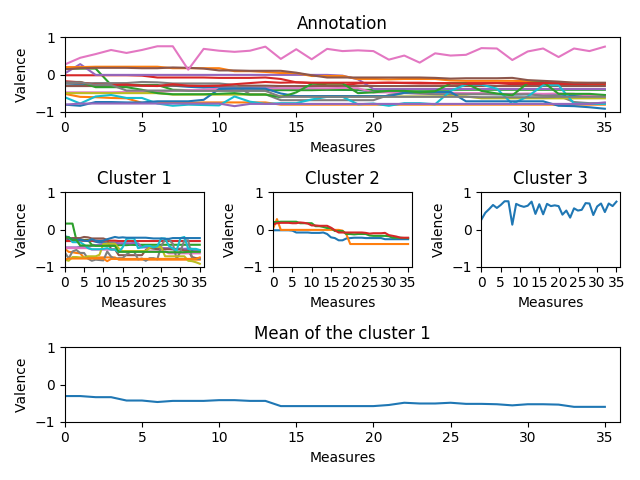 Annotation
1
0
−1
Valence
0 5 10 15 20 25 30 35
Measures
Cluster 1 Cluster 2 Cluster 3
1 1 1
0 0 0
−1 −1 −1
Valence Valence Valence
0 5 10 15 20 25 30 35 0 5 10 15 20 25 30 35 0 5 10 15 20 25 30 35
Measures Measures Measures
Mean of the cluster 1
1
0
−1
Valence
0 5 10 15 20 25 30 35
Measures